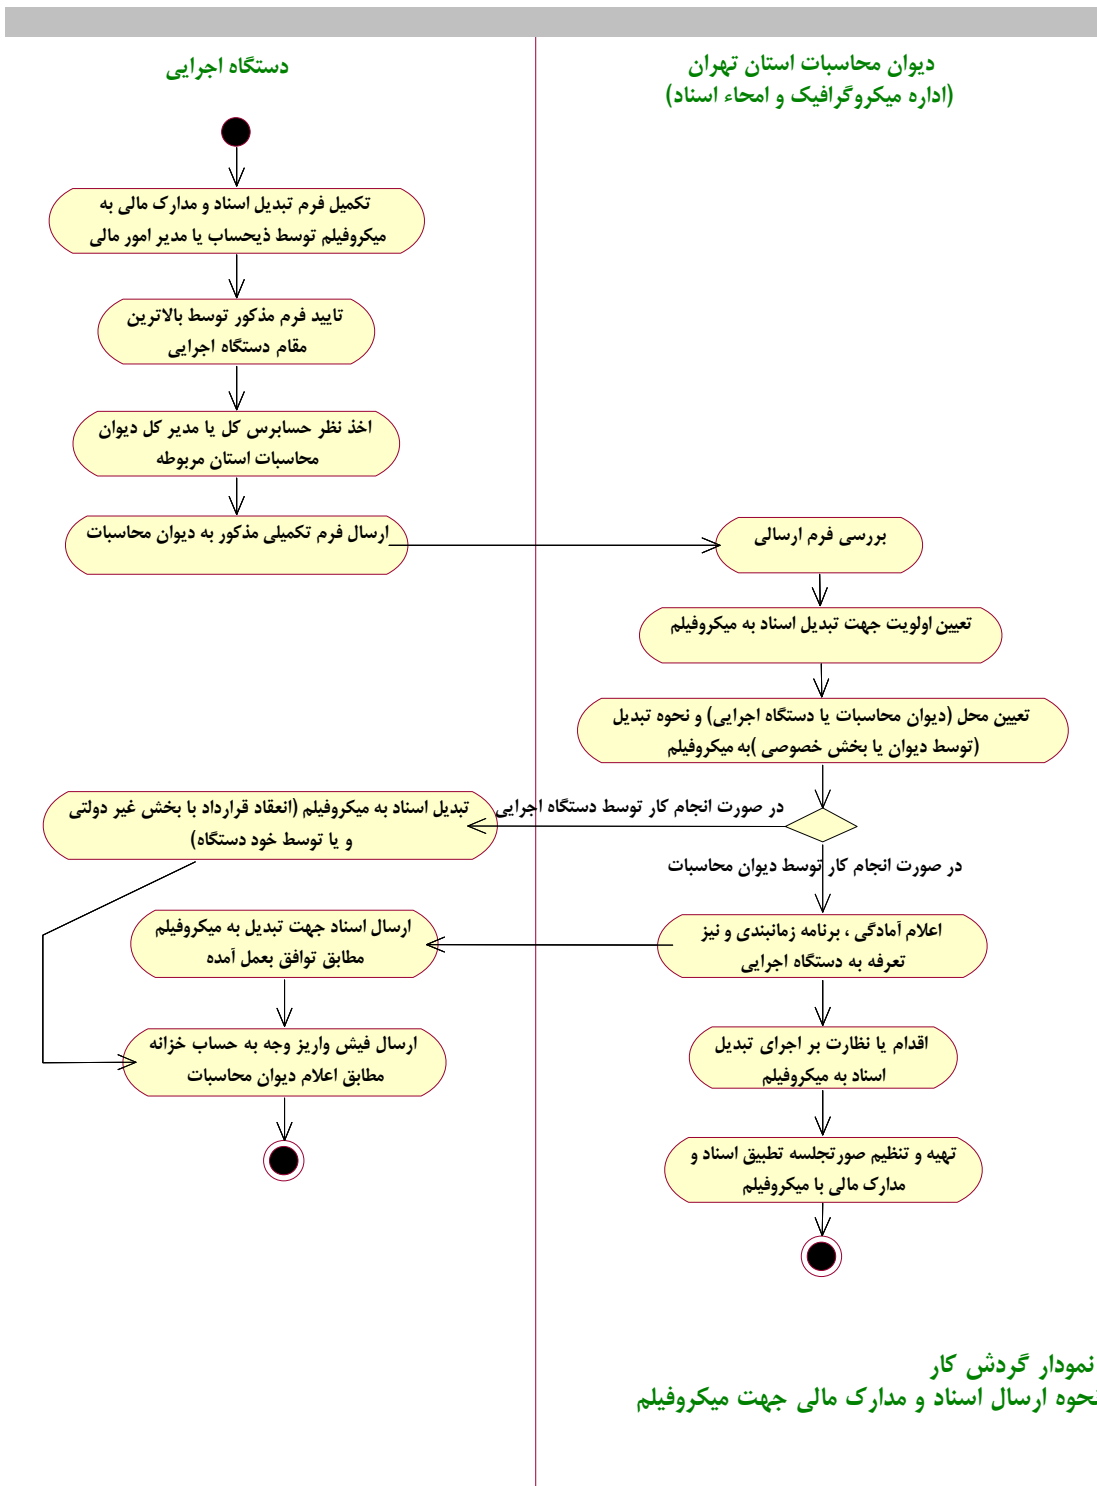 دستگاه اجرایی
دیوان محاسبات استان تهران
(اداره میکروگرافیک و امحاء اسناد)
تکمیل فرم تبدیل اسناد و مدارک مالی به
میکروفیلم توسط ذیحساب یا مدیر امور مالی
تایید فرم مذکور توسط بالاترین
مقام دستگاه اجرایی
اخذ نظر حسابرس کل یا مدیر کل دیوان
محاسبات استان مربوطه
ارسال فرم تکمیلی مذکور به دیوان محاسبات
بررسی فرم ارسالی
تعیین اولویت جهت تبدیل اسناد به میکروفیلم
تعیین محل (دیوان محاسبات یا دستگاه اجرایی) و نحوه تبدیل
(توسط دیوان یا بخش خصوصی )به میکروفیلم
در صورت انجام کار توسط دستگاه اجرایی
تبدیل اسناد به میکروفیلم (انعقاد قرارداد با بخش غیر دولتی
و یا توسط خود دستگاه)
در صورت انجام کار توسط دیوان محاسبات
اعلام آمادگی ، برنامه زمانبندی و نیز
تعرفه به دستگاه اجرایی
ارسال اسناد جهت تبدیل به میکروفیلم
مطابق توافق بعمل آمده
ارسال فیش واریز وجه به حساب خزانه
مطابق اعلام دیوان محاسبات
اقدام یا نظارت بر اجرای تبدیل
اسناد به میکروفیلم
تهیه و تنظیم صورتجلسه تطبیق اسناد و
مدارک مالی با میکروفیلم
نمودار گردش کار
نحوه ارسال اسناد و مدارک مالی جهت میکروفیلم